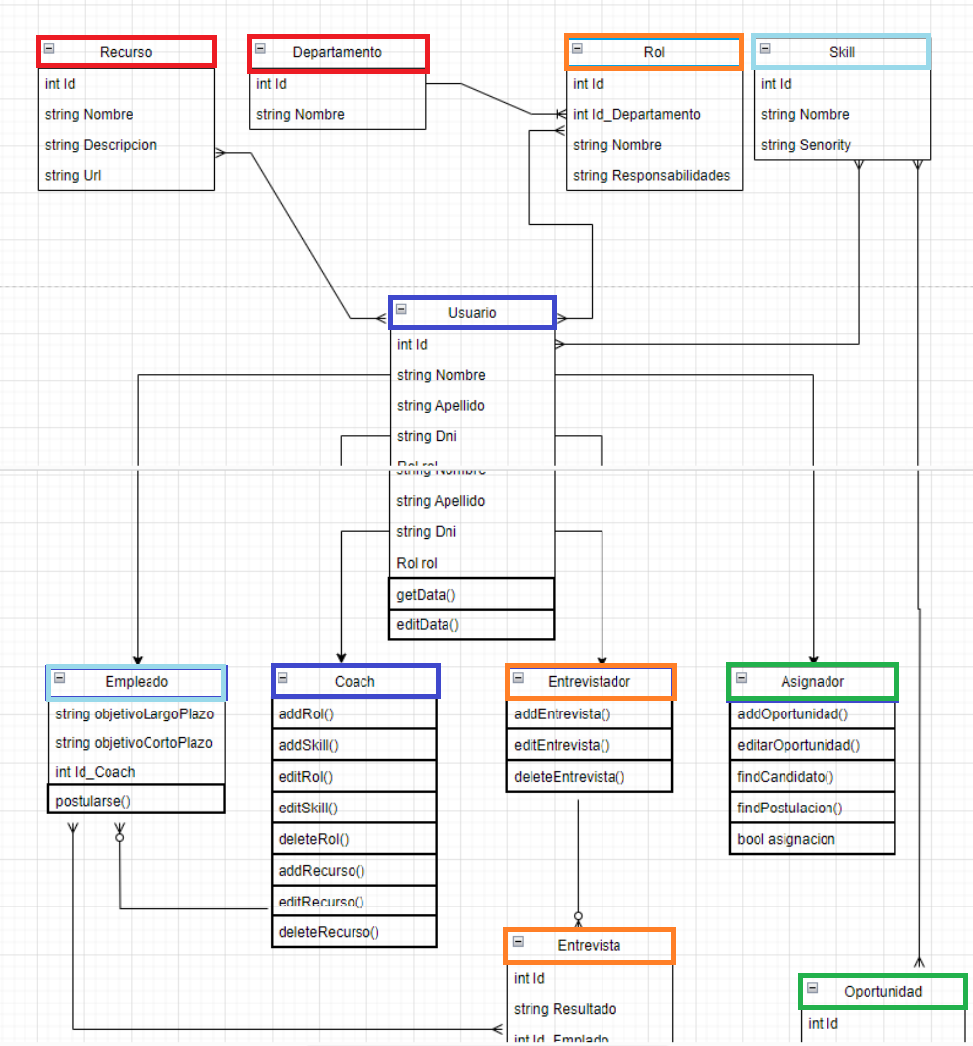 Recurso
int Id
string Nombre
string Descripcion
string Url
Departamento
int Id
string Nombre
Rol
int Id
int Id_Departamento
string Nombre
string Responsabilidades
Skill
int Id
string Nombre
string Senority
Usuario
int Id
string Nombre
string Apellido
string Dni
Rol rol
string Nombre
string Apellido
string Dni
Rol rol
getData()
editData()
Empleado
string objetivoLargoPlazo
string objetivoCortoPlazo
int Id_Coach
postularse()
Coach
addRol()
addSkill()
editRol()
editSkill()
deleteRol()
addRecurso()
editRecurso()
deleteRecurso()
Entrevistador
addEntrevista()
editEntrevista()
deleteEntrevista()
Asignador
addOportunidad()
editarOportunidad()
findCandidato()
findPostulacion()
bool asignacion
Entrevista
int Id
string Resultado
int Id_Emplado
Oportunidad
int Id